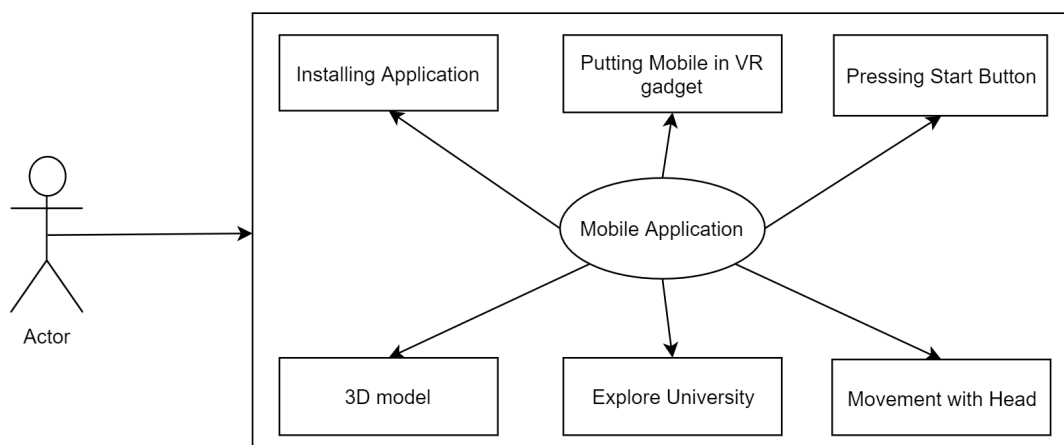 Installing Application
Putting Mobile in VR
gadget
Pressing Start Button
Mobile Application
Actor
3D model
Explore University
Movement with Head